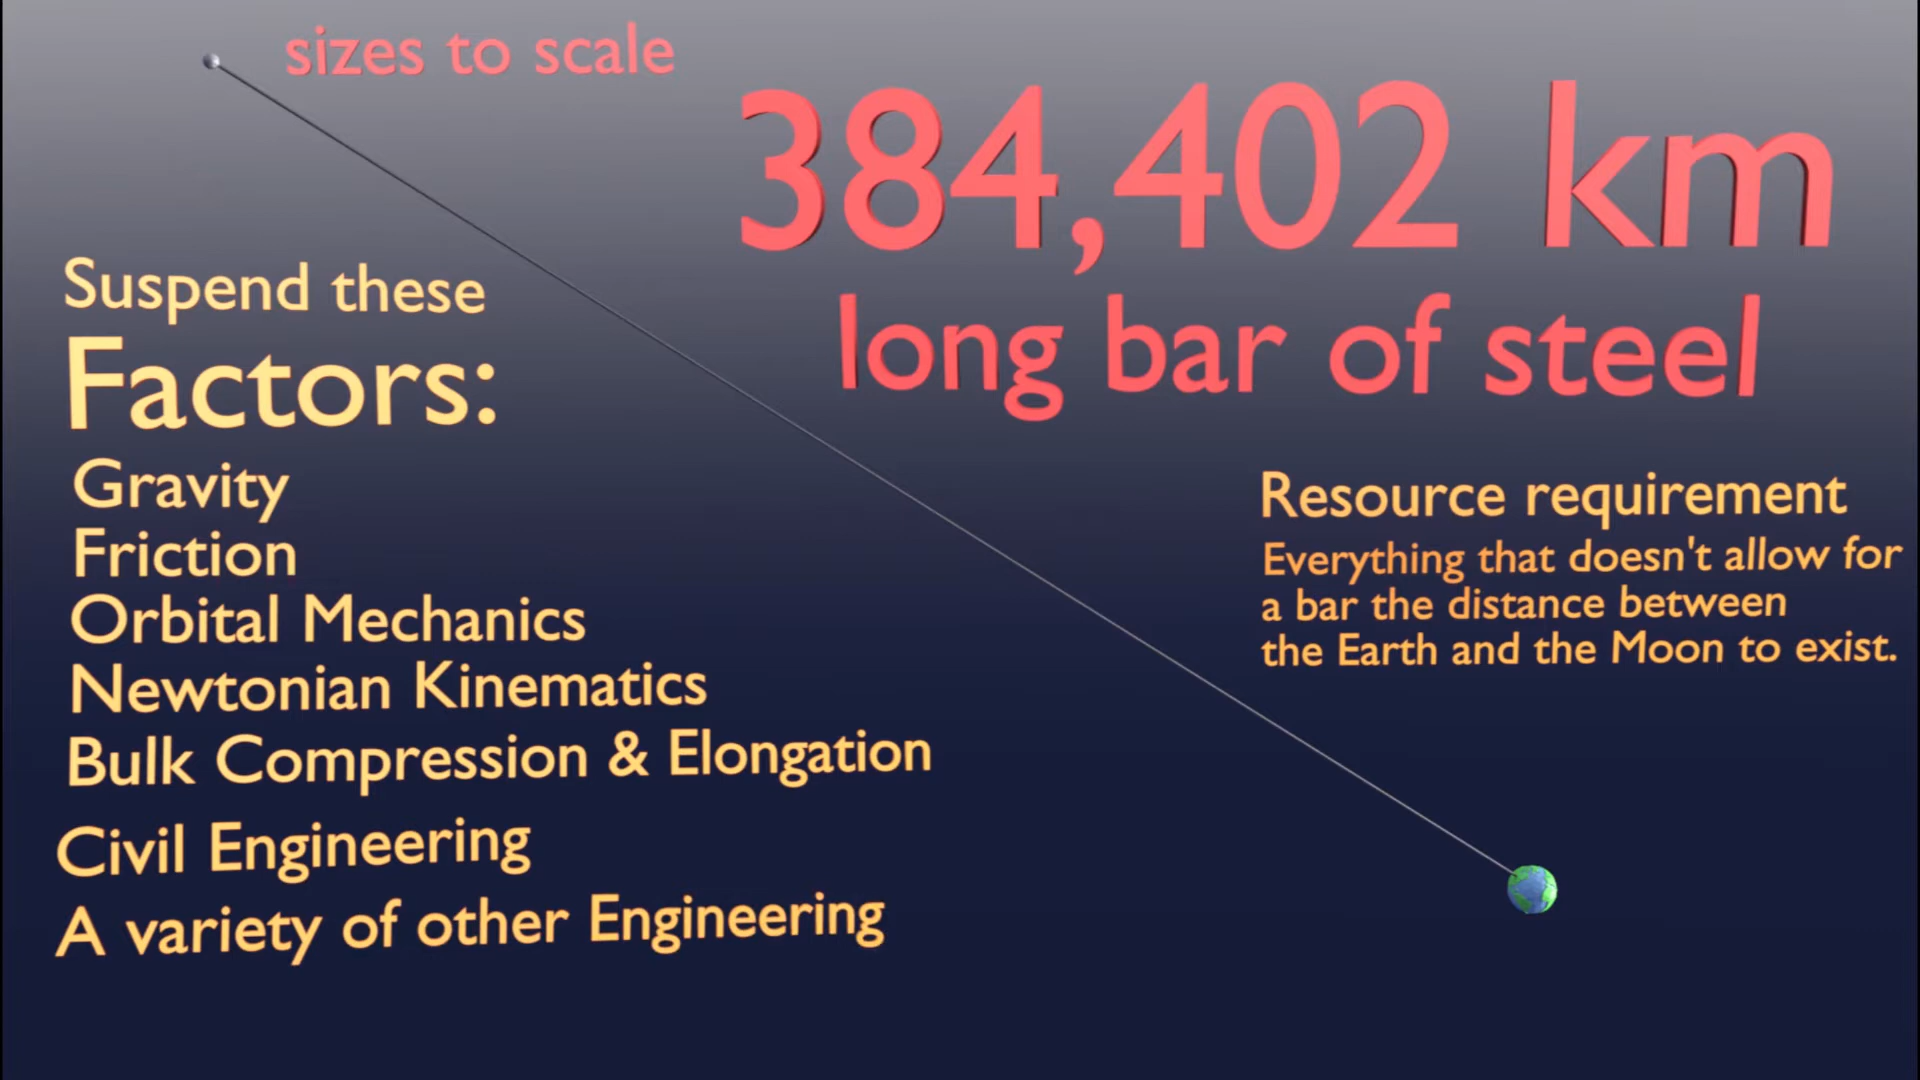 sizes to scale
384,402 km
long bar of steel
Suspend these
Factors:
Gravity
Friction
Orbital Mechanics
Newtonian Kinematics
Bulk Compression & Elongation
Civil Engineering
A variety of other Engineering
Resource requirement
Everything that doesn't allow for
a bar the distance between
the Earth and the Moon to exist.